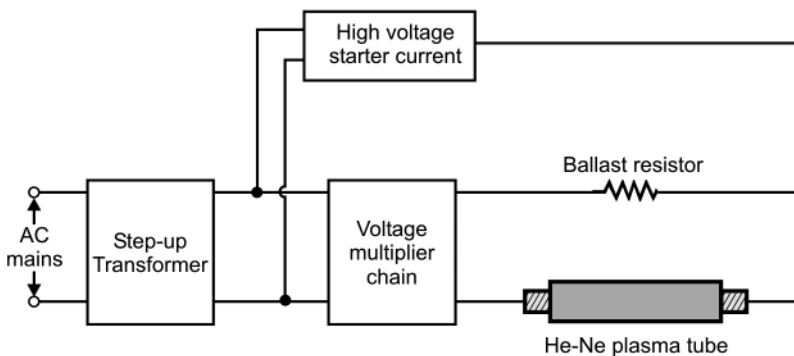 High voltage
starter current
Ballast resistor
AC
mains
Step-up
Transformer
Voltage
multiplier
chain
He-Ne plasma tube